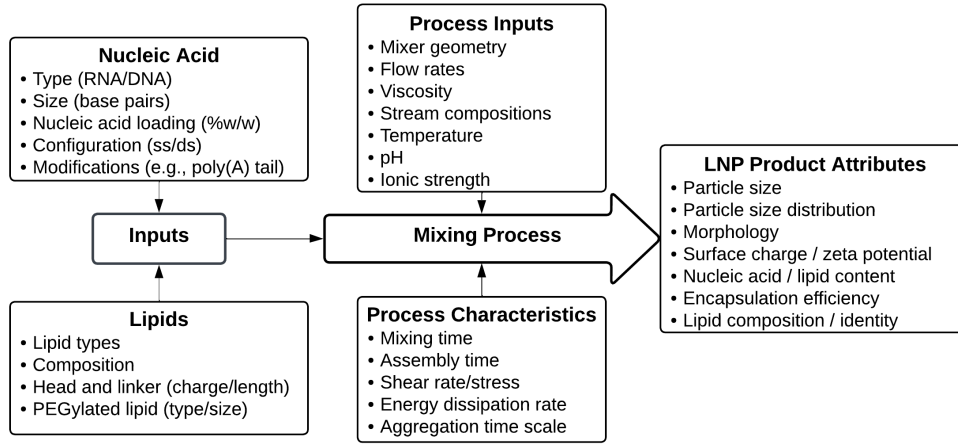 Nucleic Acid
• Type (RNA/DNA)
• Size (base pairs)
• Nucleic acid loading (%w/w)
• Configuration (ss/ds)
• Modifications (e.g., poly(A) tail)
Inputs
Lipids
• Lipid types
• Composition
• Head and linker (charge/length)
• PEGylated lipid (type/size)
Process Inputs
• Mixer geometry
• Flow rates
• Viscosity
• Stream compositions
• Temperature
• pH
• Ionic strength
Mixing Process
Process Characteristics
• Mixing time
• Assembly time
• Shear rate/stress
• Energy dissipation rate
• Aggregation time scale
LNP Product Attributes
• Particle size
• Particle size distribution
• Morphology
• Surface charge / zeta potential
• Nucleic acid / lipid content
• Encapsulation efficiency
• Lipid composition / identity